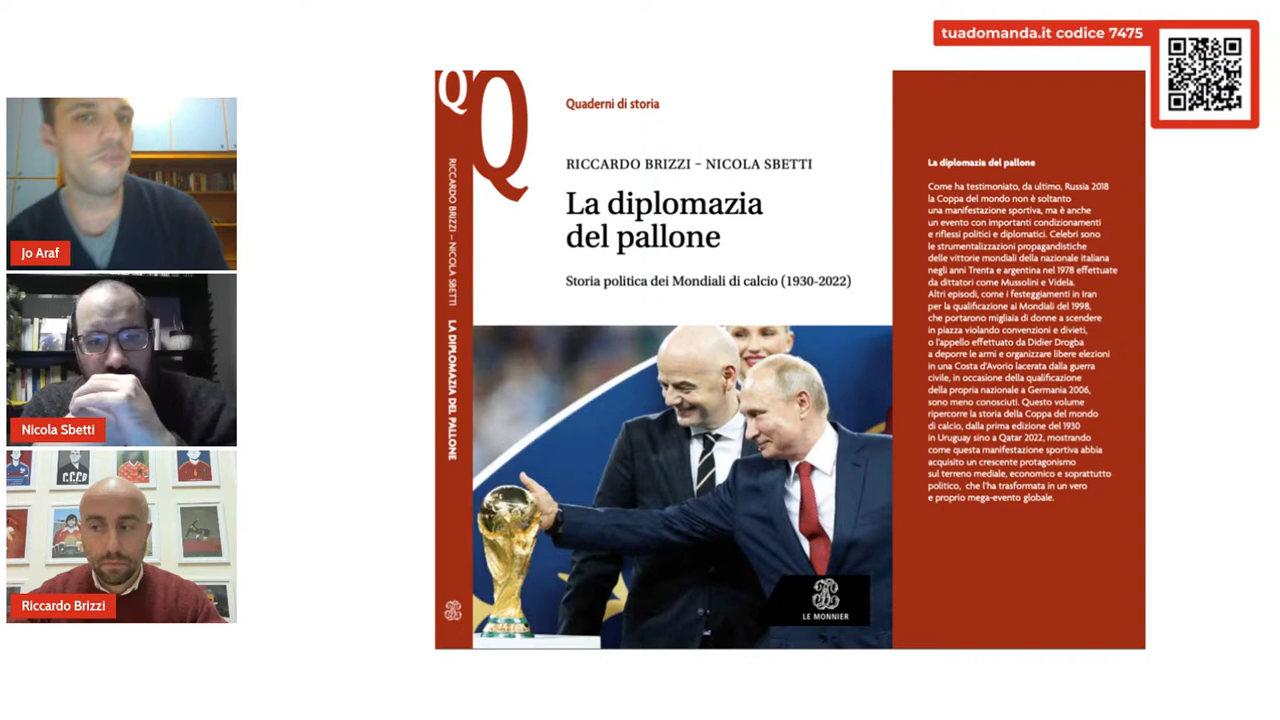 tuadomanda.it codice 7475
Jo Araf
Nicola Sbetti
C.C.C.P.
Riccardo Brizzi
Q
RICCARDO BRIZZI – NICOLA SBETTI LA DIPLOMAZIA DEL PALLONE
Q
Quaderni di storia
RICCARDO BRIZZI – NICOLA SBETTI
La diplomazia
del pallone
Storia politica dei Mondiali di calcio (1930-2022)
LE MONNIER
La diplomazia del pallone
Come ha testimoniato, da ultimo, Russia 2018
la Coppa del mondo non è soltanto
una manifestazione sportiva, ma è anche
un evento con importanti condizionamenti
e riflessi politici e diplomatici. Celebri sono
le strumentalizzazioni propagandistiche
delle vittorie mondiali della nazionale italiana
negli anni Trenta e argentina nel 1978 effettuate
da dittatori come Mussolini e Videla.
Altri episodi, come i festeggiamenti in Iran
per la qualificazione ai Mondiali del 1998,
che portarono migliaia di donne a scendere
in piazza violando convenzioni e divieti,
o l'appello effettuato da Didier Drogba
a deporre le armi e organizzare libere elezioni
in una Costa d'Avorio lacerata dalla guerra
civile, in occasione della qualificazione
della propria nazionale a Germania 2006,
sono meno conosciuti. Questo volume
ripercorre la storia della Coppa del mondo
di calcio, dalla prima edizione del 1930
in Uruguay sino a Qatar 2022, mostrando
come questa manifestazione sportiva abbia
acquisito un crescente protagonismo
sul terreno mediale, economico e soprattutto
politico, che l'ha trasformata in un vero
e proprio mega-evento globale.